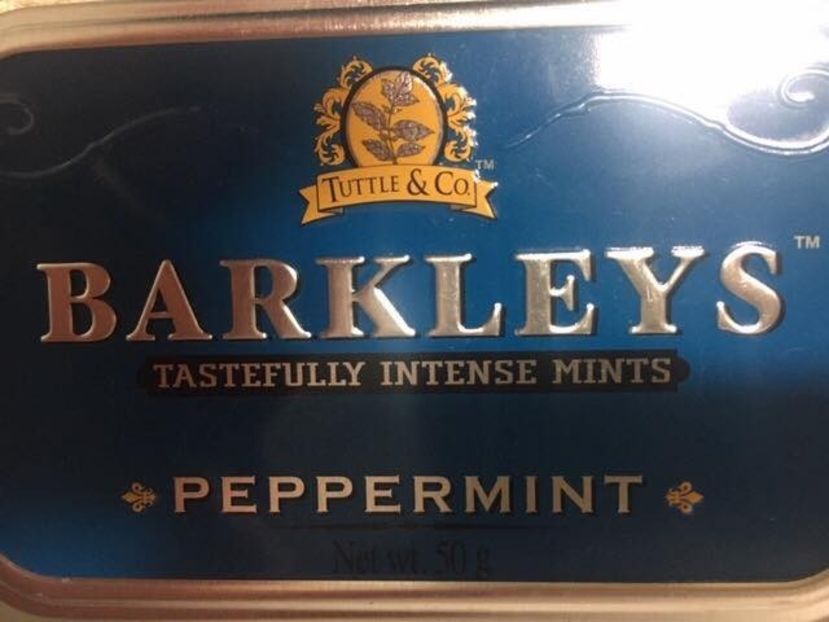 TUTTLE & CO. TM
BARKLEYS TM
TASTEFULLY INTENSE MINTS
PEPPERMINT
Net wt. 50 g